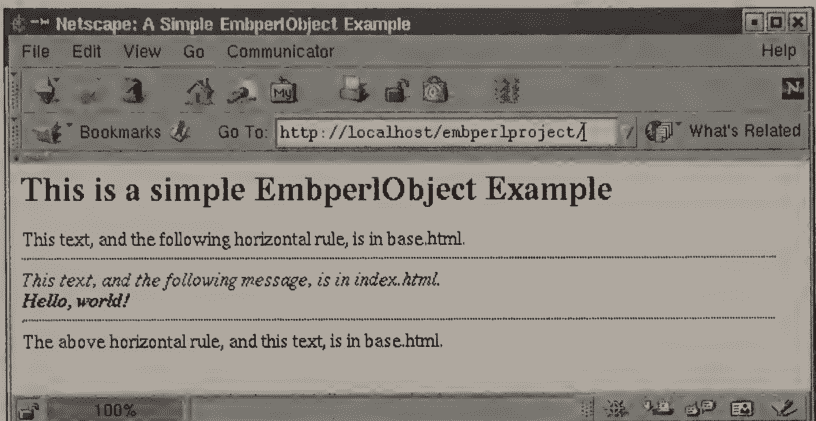 Netscape: A Simple EmbperlObject Example
File Edit View Go Communicator Help
My
N
Bookmarks Go To: http://localhost/embperlproject/ What's Related
This is a simple EmbperlObject Example
This text, and the following horizontal rule, is in base.html.
This text, and the following message, is in index.html.
Hello, world!
The above horizontal rule, and this text, is in base.html.
100%